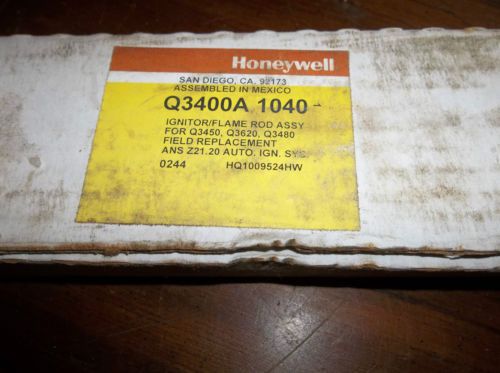 Honeywell
SAN DIEGO, CA. 92173
ASSEMBLED IN MEXICO
Q3400A 1040
IGNITOR/FLAME ROD ASSY
FOR Q3450, Q3620, Q3480
FIELD REPLACEMENT
ANS Z21.20 AUTO. IGN. SYS.
0244 HQ1009524HW